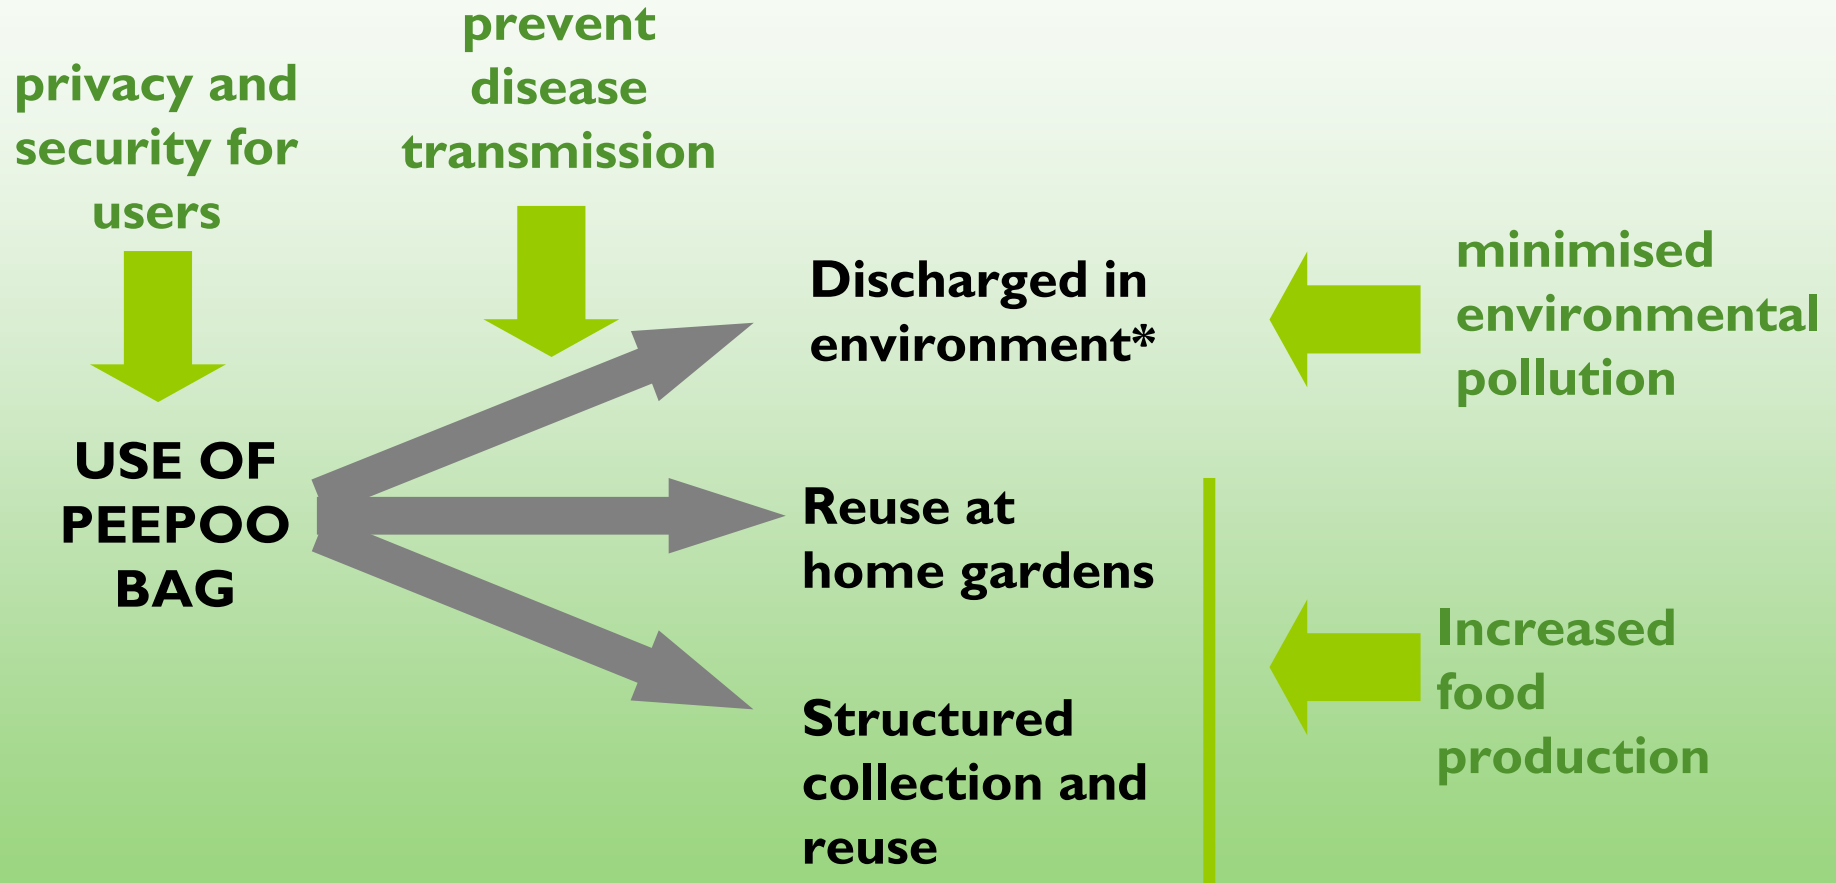 prevent
disease
transmission
privacy and
security for
users
Discharged in
environment*
minimised
environmental
pollution
USE OF
PEEPOO
BAG
Reuse at
home gardens
Increased
food
production
Structured
collection and
reuse